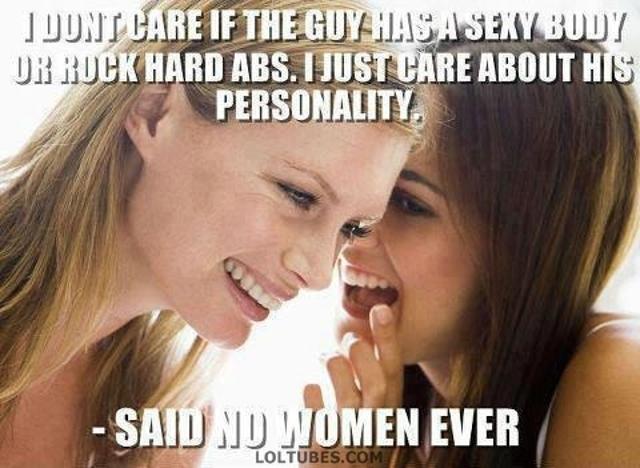 I DONT CARE IF THE GUY HAS A SEXY BODY
OR ROCK HARD ABS. I JUST CARE ABOUT HIS
PERSONALITY.
- SAID NO WOMEN EVER
LOLTUBES.COM